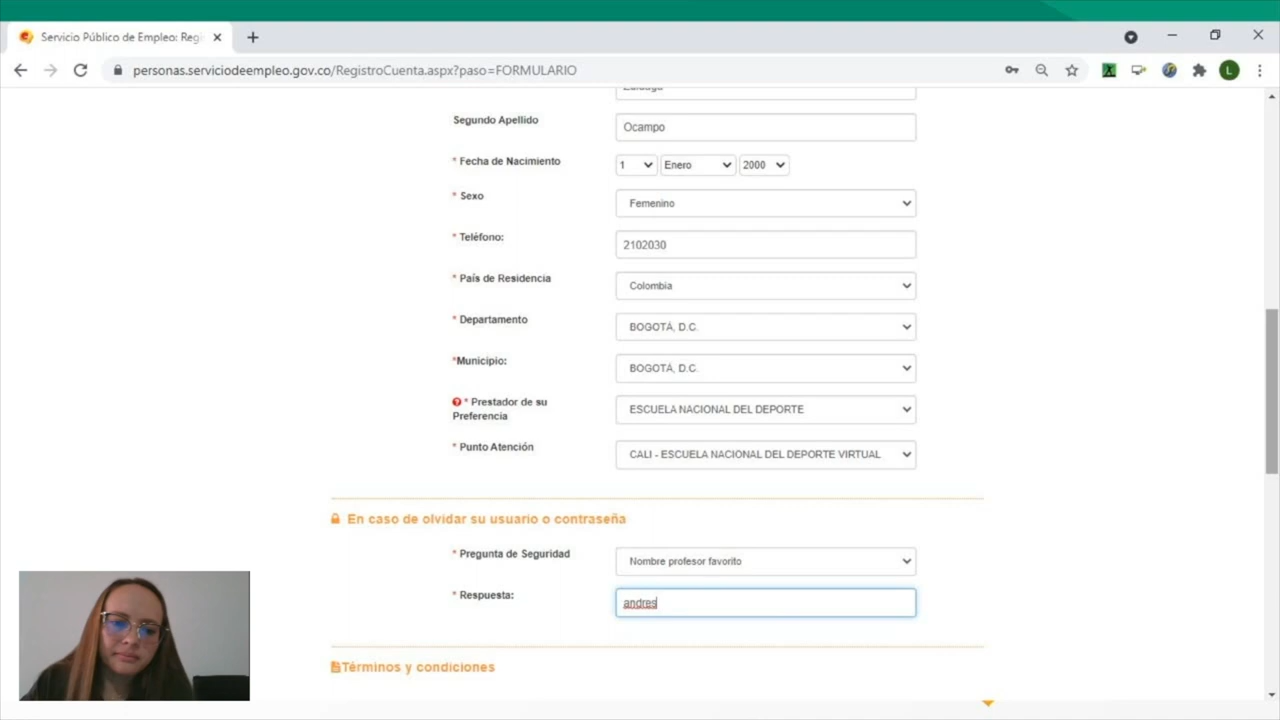 Servicio Público de Empleo: Regi
personas.serviciodeempleo.gov.co/RegistroCuenta.aspx?paso=FORMULARIO
L
Segundo Apellido
Ocampo
* Fecha de Nacimiento
1 Enero 2000
* Sexo
Femenino
* Teléfono:
2102030
* País de Residencia
Colombia
* Departamento
BOGOTÁ, D.C.
*Municipio:
BOGOTÁ, D.C.
* Prestador de su
Preferencia
ESCUELA NACIONAL DEL DEPORTE
* Punto Atención
CALI - ESCUELA NACIONAL DEL DEPORTE VIRTUAL
En caso de olvidar su usuario o contraseña
* Pregunta de Seguridad
Nombre profesor favorito
* Respuesta:
andres
Términos y condiciones